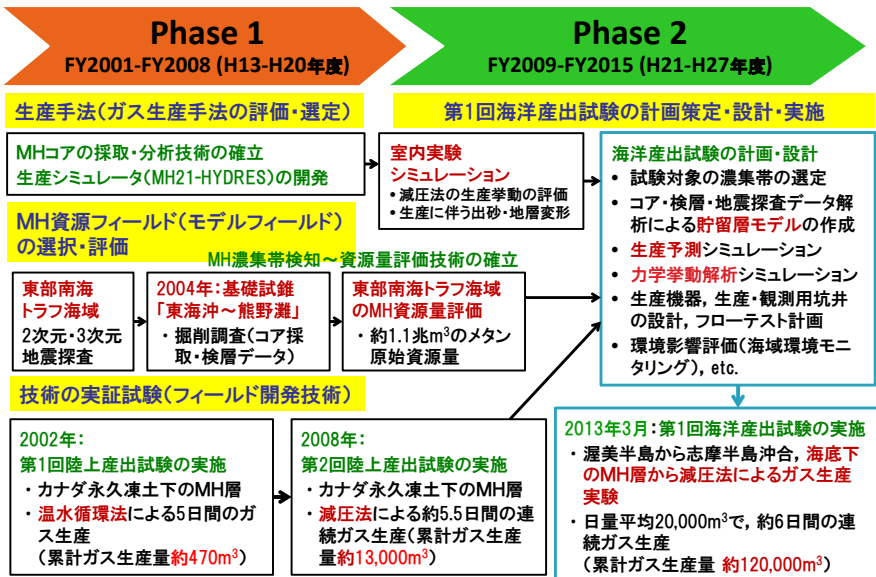 Phase 1
FY2001-FY2008 (H13-H20年度)
Phase 2
FY2009-FY2015 (H21-H27年度)
生産手法(ガス生産手法の評価・選定)
第1回海洋産出試験の計画策定・設計・実施
MHコアの採取・分析技術の確立
生産シミュレータ(MH21-HYDRES)の開発
室内実験
シミュレーション
・減圧法の生産挙動の評価
・生産に伴う出砂・地層変形
海洋産出試験の計画・設計
• 試験対象の濃集帯の選定
• コア・検層・地震探査データ解
析による貯留層モデルの作成
• 生産予測シミュレーション
• 力学挙動解析シミュレーション
• 生産機器, 生産・観測用坑井
の設計, フローテスト計画
• 環境影響評価(海域環境モニ
タリング), etc.
MH資源フィールド(モデルフィールド)
の選択・評価
MH濃集帯検知～資源量評価技術の確立
東部南海
トラフ海域
2次元・3次元
地震探査
2004年：基礎試錐
「東海沖～熊野灘」
・掘削調査(コア採
取・検層データ)
東部南海トラフ海域
のMH資源量評価
・約1.1兆m³のメタン
原始資源量
技術の実証試験(フィールド開発技術)
2002年：
第1回陸上産出試験の実施
・カナダ永久凍土下のMH層
・温水循環法による5日間のガ
ス生産
(累計ガス生産量約470m³)
2008年：
第2回陸上産出試験の実施
・カナダ永久凍土下のMH層
・減圧法による約5.5日間の連
続ガス生産(累計ガス生産
量約13,000m³)
2013年3月：第1回海洋産出試験の実施
・渥美半島から志摩半島沖合, 海底下
のMH層から減圧法によるガス生産
実験
・日量平均20,000m³で, 約6日間の連
続ガス生産
(累計ガス生産量 約120,000m³)